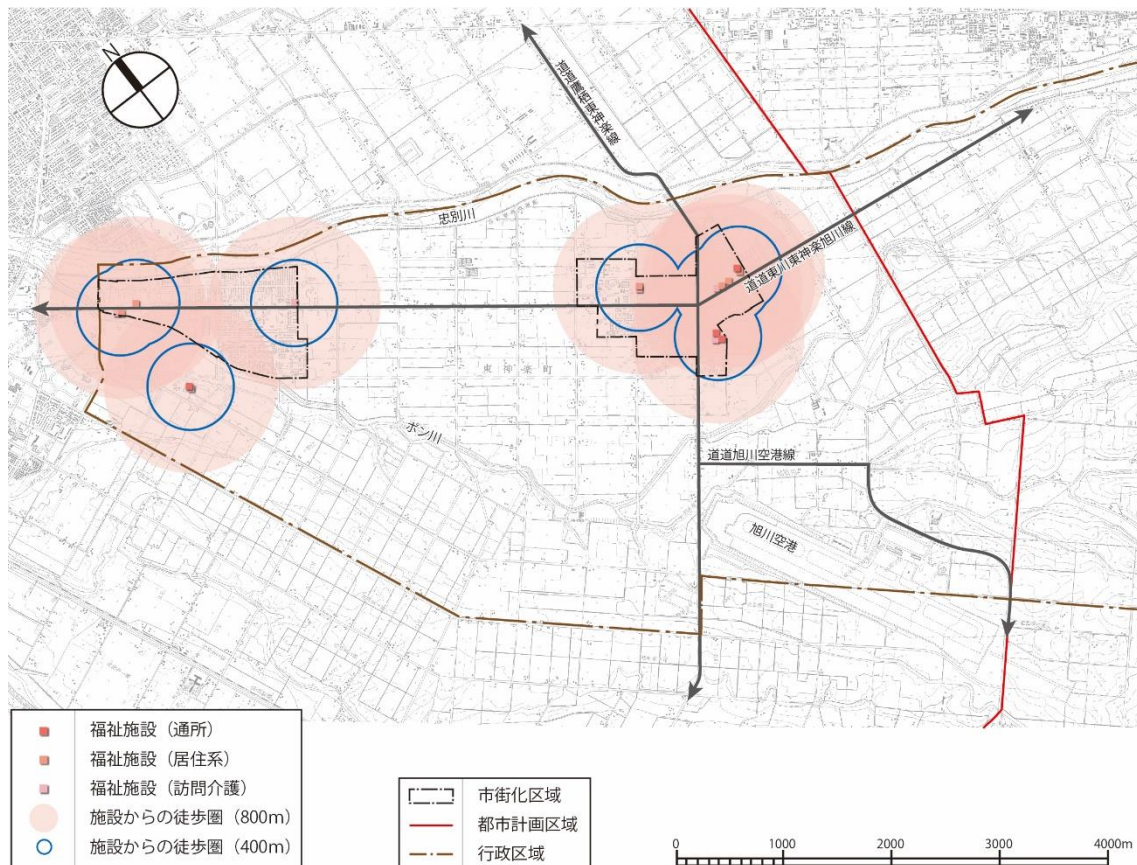 N
道道鷹栖東神楽線
忠別川
道道東川東神楽旭川線
東神楽町
ポン川
道道旭川空港線
旭川空港
福祉施設（通所）
福祉施設（居住系）
福祉施設（訪問介護）
施設からの徒歩圏（800m）
施設からの徒歩圏（400m）
市街化区域
都市計画区域
行政区域
0 1000 2000 3000 4000m